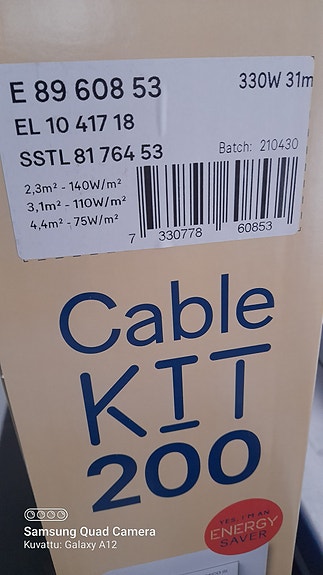 E 89 608 53
330W 31m
EL 10 417 18
SSTL 81 764 53
Batch: 210430
2,3m² - 140W/m²
3,1m² - 110W/m²
4,4m² - 75W/m²
7 330778 60853
Cable
KIT
200
YES, I'M AN
ENERGY
SAVER
Samsung Quad Camera
Kuvattu: Galaxy A12